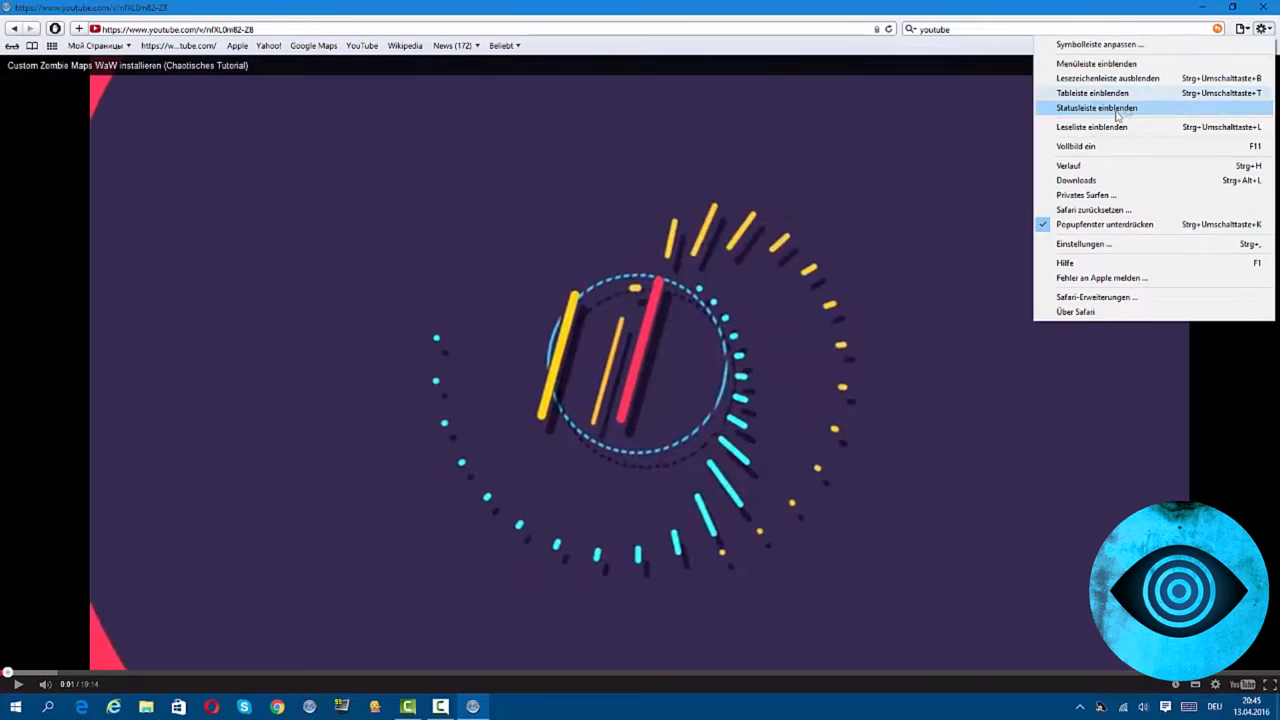 https://www.youtube.com/v/nfXL0m82-Z8
https://www.youtube.com/v/nfXL0m82-Z8
youtube
Мой Страницы
https://w...tube.com/
Apple
Yahoo!
Google Maps
YouTube
Wikipedia
News (172)
Beliebt
Custom Zombie Maps WaW installieren (Chaotisches Tutorial)
Symbolleiste anpassen ...
Menüleiste einblenden
Lesezeichenleiste ausblenden Strg+Umschalttaste+B
Tableiste einblenden Strg+Umschalttaste+T
Statusleiste einblenden
Leseliste einblenden Strg+Umschalttaste+L
Vollbild ein F11
Verlauf Strg+H
Downloads Strg+Alt+L
Privates Surfen ...
Safari zurücksetzen ...
Popupfenster unterdrücken Strg+Umschalttaste+K
Einstellungen ... Strg+,
Hilfe F1
Fehler an Apple melden ...
Safari-Erweiterungen ...
Über Safari
0:01 / 19:14
YouTube
DEU
20:45
13.04.2016